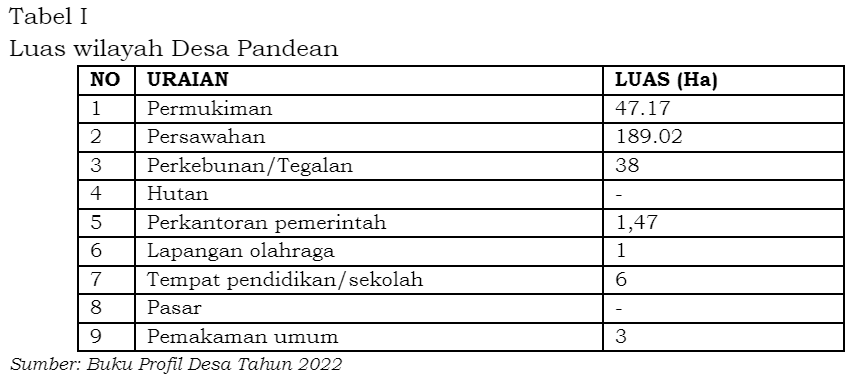 Tabel I
Luas wilayah Desa Pandean
NO URAIAN LUAS (Ha)
1 Permukiman 47.17
2 Persawahan 189.02
3 Perkebunan/Tegalan 38
4 Hutan -
5 Perkantoran pemerintah 1,47
6 Lapangan olahraga 1
7 Tempat pendidikan/sekolah 6
8 Pasar -
9 Pemakaman umum 3
Sumber: Buku Profil Desa Tahun 2022